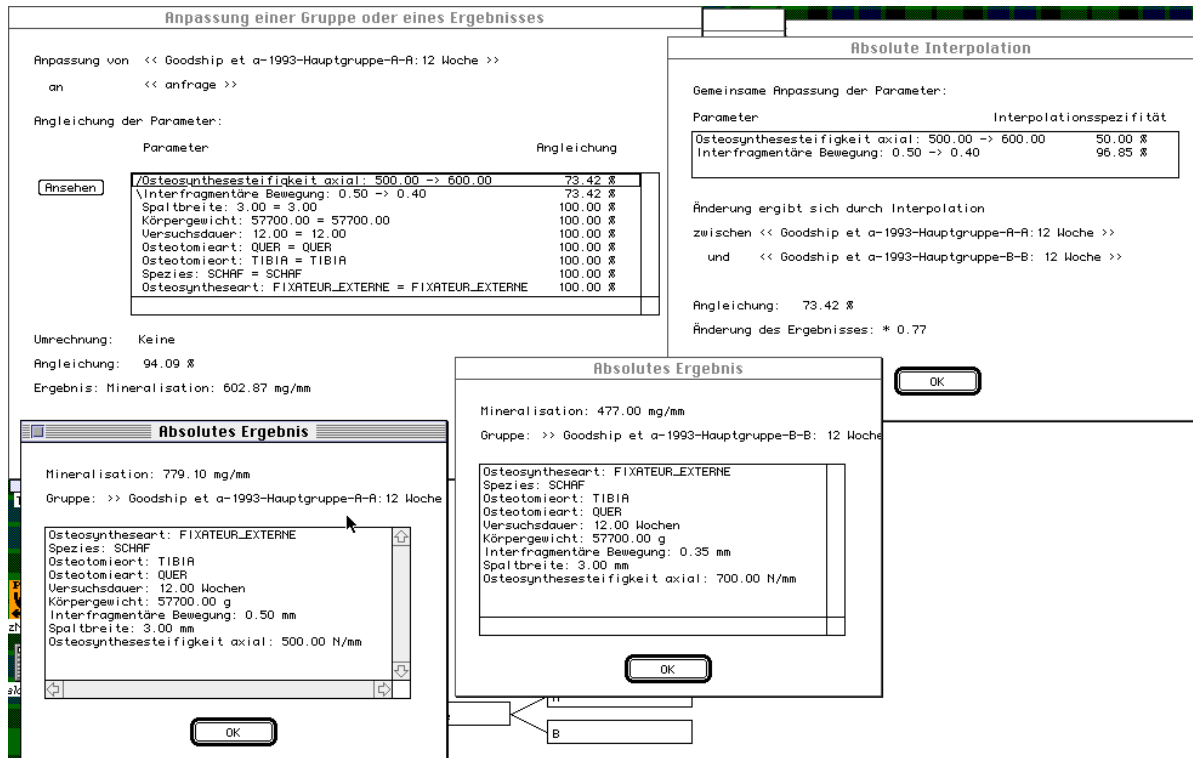 Anpassung einer Gruppe oder eines Ergebnisses
Anpassung von << Goodship et a-1993-Hauptgruppe-A-A:12 Woche >>
an << anfrage >>
Angleichung der Parameter:
Parameter Angleichung
Ansehen
/Osteosynthesesteifigkeit axial: 500.00 -> 600.00 73.42 %
\Interfragmentäre Bewegung: 0.50 -> 0.40 73.42 %
Spaltbreite: 3.00 = 3.00 100.00 %
Körpergewicht: 57700.00 = 57700.00 100.00 %
Versuchsdauer: 12.00 = 12.00 100.00 %
Osteotomieart: QUER = QUER 100.00 %
Osteotomieort: TIBIA = TIBIA 100.00 %
Spezies: SCHAF = SCHAF 100.00 %
Osteosyntheseart: FIXATEUR_EXTERNE = FIXATEUR_EXTERNE 100.00 %
Umrechnung: Keine
Angleichung: 94.09 %
Ergebnis: Mineralisation: 602.87 mg/mm
Absolute Interpolation
Gemeinsame Anpassung der Parameter:
Parameter Interpolationsspezifität
Osteosynthesesteifigkeit axial: 500.00 -> 600.00 50.00 %
Interfragmentäre Bewegung: 0.50 -> 0.40 96.85 %
Änderung ergibt sich durch Interpolation
zwischen << Goodship et a-1993-Hauptgruppe-A-A:12 Woche >>
und << Goodship et a-1993-Hauptgruppe-B-B: 12 Woche >>
Angleichung: 73.42 %
Änderung des Ergebnisses: * 0.77
OK
Absolutes Ergebnis
Mineralisation: 477.00 mg/mm
Gruppe: >> Goodship et a-1993-Hauptgruppe-B-B: 12 Woche
Osteosyntheseart: FIXATEUR_EXTERNE
Spezies: SCHAF
Osteotomieort: TIBIA
Osteotomieart: QUER
Versuchsdauer: 12.00 Wochen
Körpergewicht: 57700.00 g
Interfragmentäre Bewegung: 0.35 mm
Spaltbreite: 3.00 mm
Osteosynthesesteifigkeit axial: 700.00 N/mm
OK
Absolutes Ergebnis
Mineralisation: 779.10 mg/mm
Gruppe: >> Goodship et a-1993-Hauptgruppe-A-A:12 Woche
Osteosyntheseart: FIXATEUR_EXTERNE
Spezies: SCHAF
Osteotomieort: TIBIA
Osteotomieart: QUER
Versuchsdauer: 12.00 Wochen
Körpergewicht: 57700.00 g
Interfragmentäre Bewegung: 0.50 mm
Spaltbreite: 3.00 mm
Osteosynthesesteifigkeit axial: 500.00 N/mm
OK
B